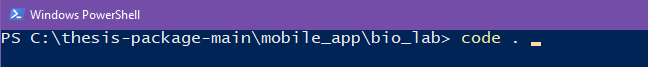 Windows PowerShell
PS C:\thesis-package-main\mobile_app\bio_lab> code .